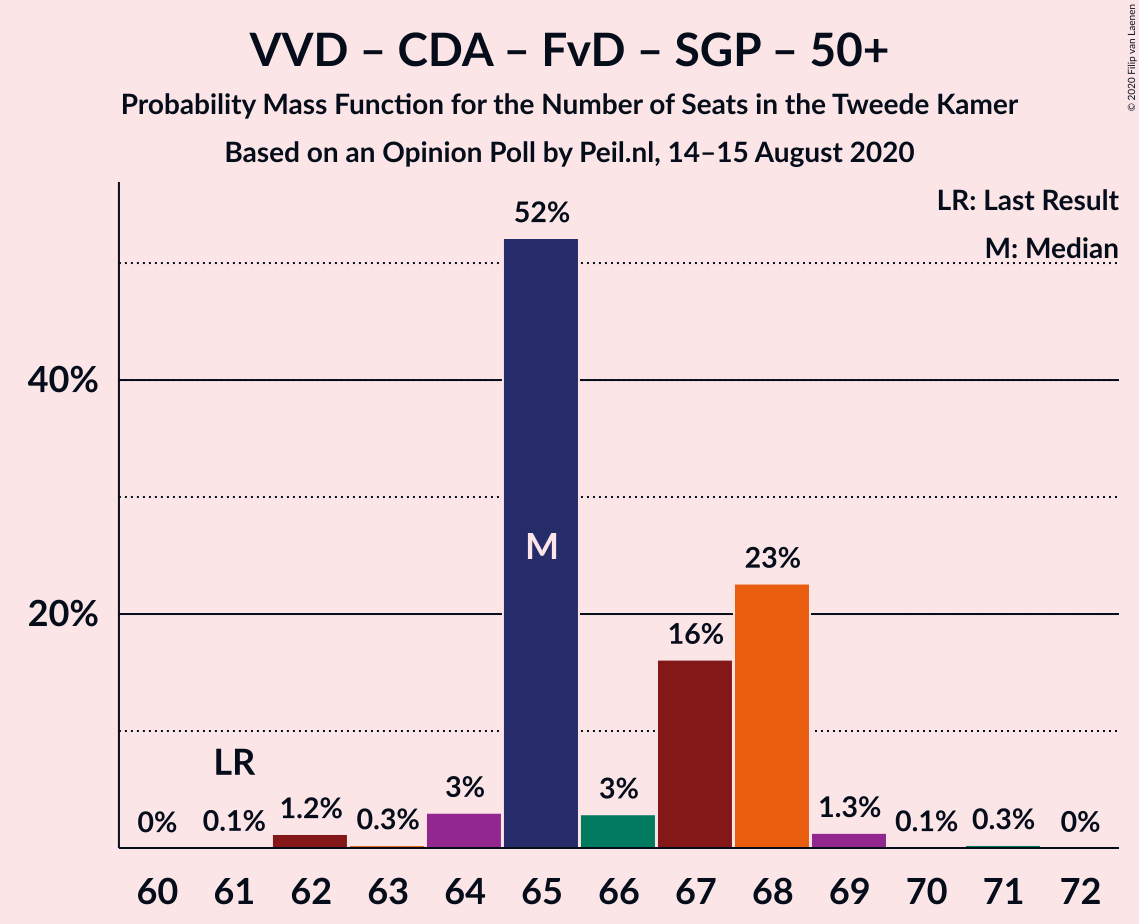 VVD – CDA – FvD – SGP – 50+
Probability Mass Function for the Number of Seats in the Tweede Kamer
Based on an Opinion Poll by Peil.nl, 14–15 August 2020
© 2020 Filip van Laenen
LR: Last Result
M: Median
40%
20%
0%
LR
0.1%
1.2%
0.3%
3%
52%
M
3%
16%
23%
1.3%
0.1%
0.3%
0%
60 61 62 63 64 65 66 67 68 69 70 71 72